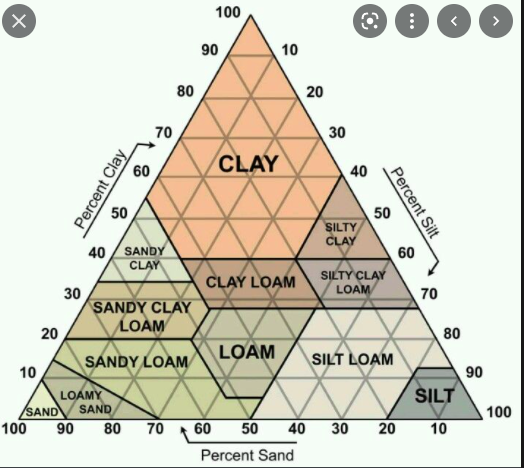 100
90
10
80
20
70
30
CLAY
60
40
Percent Clay
Percent Silt
50
50
SILTY
CLAY
40
SANDY
CLAY
60
CLAY LOAM
SILTY CLAY
LOAM
30
70
SANDY CLAY
LOAM
20
80
LOAM
SANDY LOAM
SILT LOAM
10
90
LOAMY
SAND
SILT
SAND
100
100 90 80 70 60 50 40 30 20 10
Percent Sand